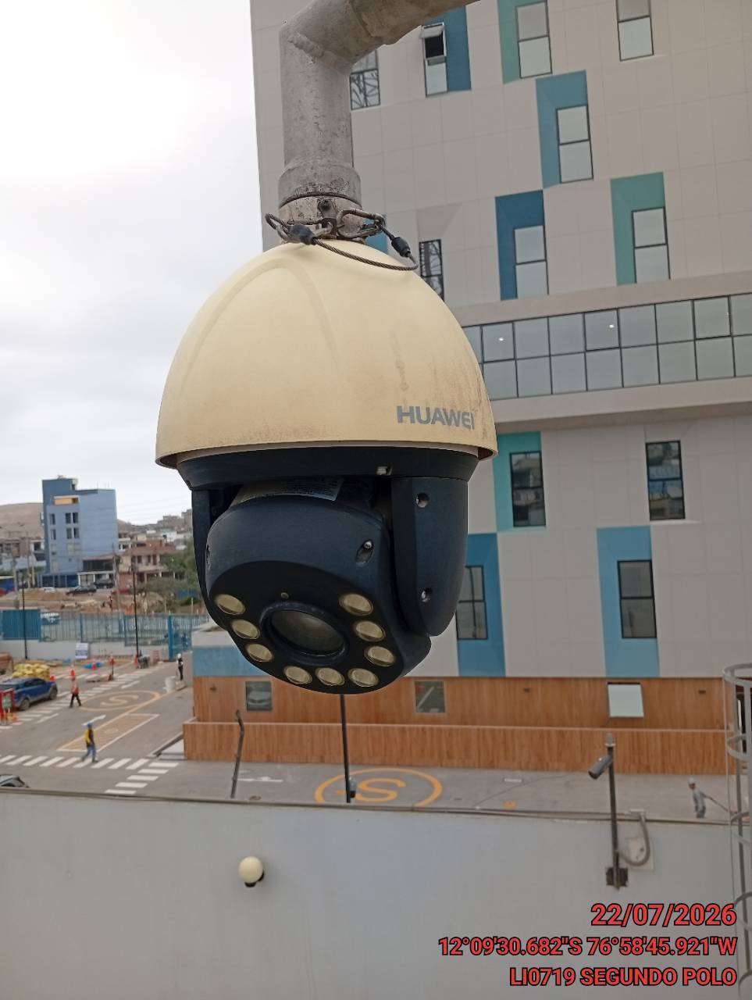 HUAWEI
S
S
22/07/2026
12°09'30.682"S 76°58'45.921"W
LI0719 SEGUNDO POLO